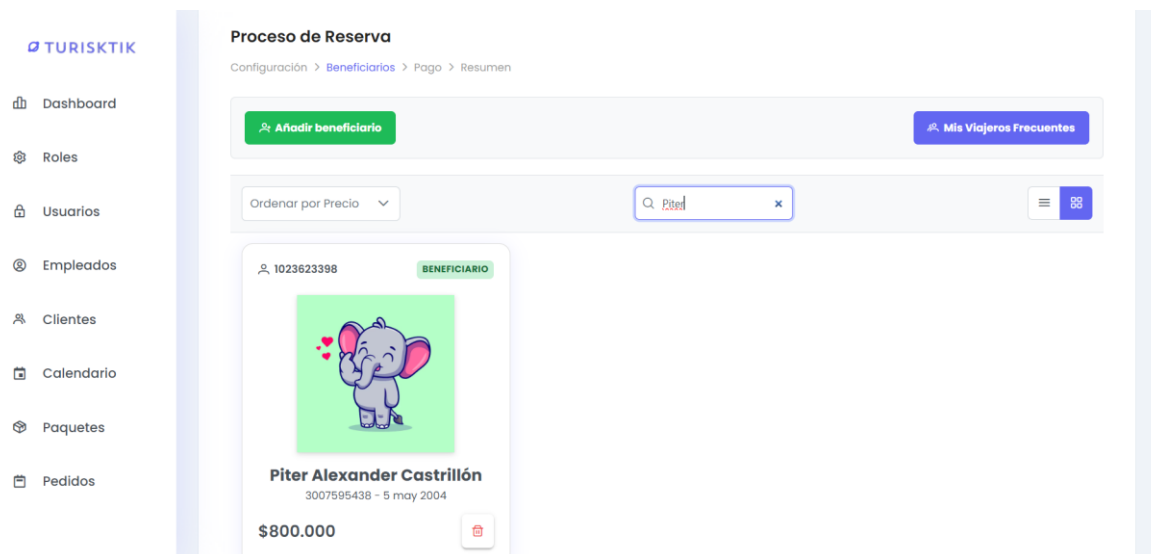 TURISKTIK
Dashboard
Roles
Usuarios
Empleados
Clientes
Calendario
Paquetes
Pedidos
Proceso de Reserva
Configuración > Beneficiarios > Pago > Resumen
Añadir beneficiario
Mis Viajeros Frecuentes
Ordenar por Precio
Piter
1023623398
BENEFICIARIO
Piter Alexander Castrillón
3007595438 - 5 may 2004
$800.000